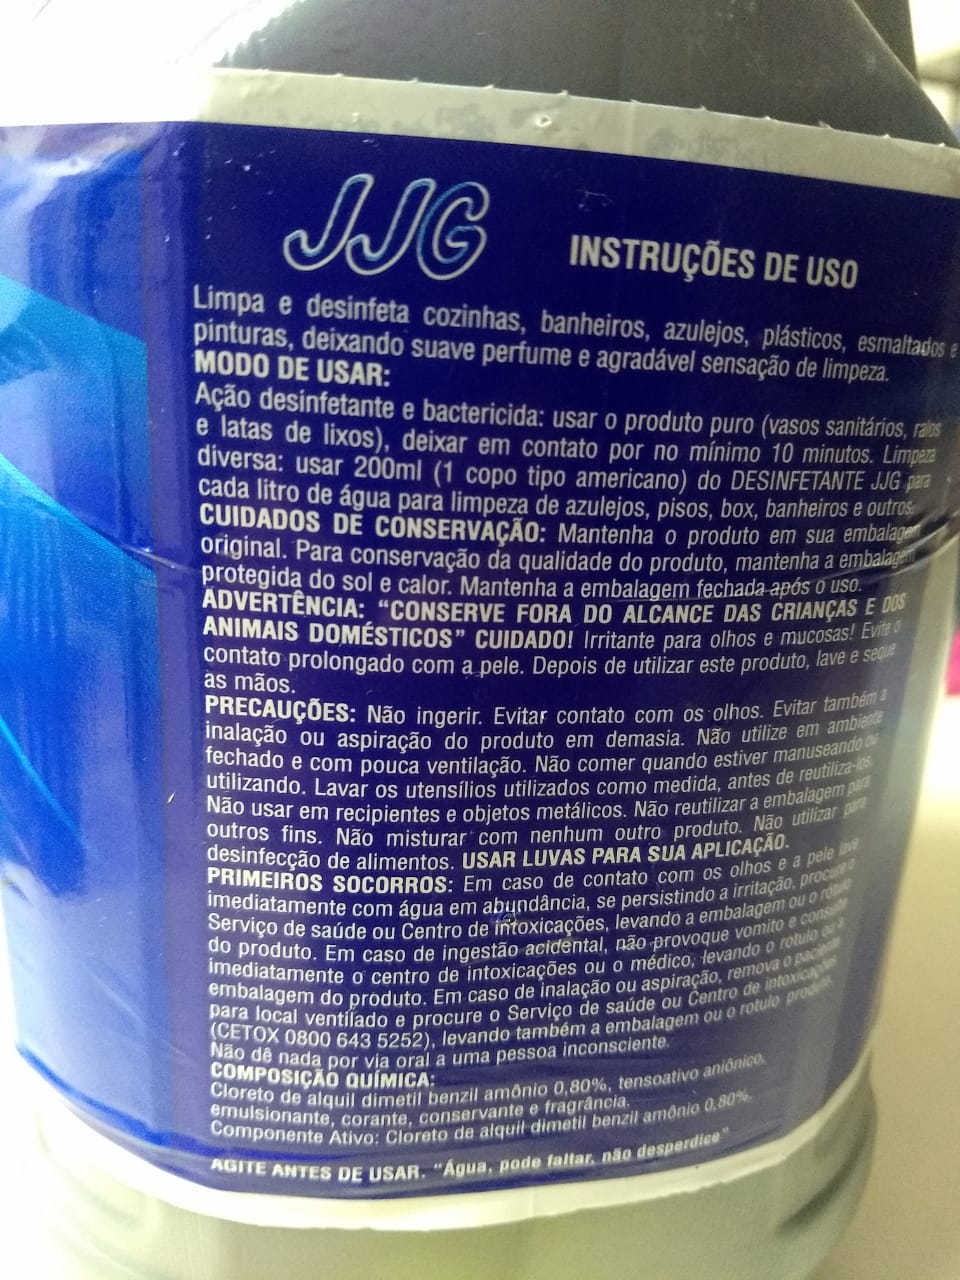 JJG
INSTRUÇÕES DE USO
Limpa e desinfeta cozinhas, banheiros, azulejos, plásticos, esmaltados e
pinturas, deixando suave perfume e agradável sensação de limpeza.
MODO DE USAR:
Ação desinfetante e bactericida: usar o produto puro (vasos sanitários, ralos
e latas de lixos), deixar em contato por no mínimo 10 minutos. Limpeza
diversa: usar 200ml (1 copo tipo americano) do DESINFETANTE JJG para
cada litro de água para limpeza de azulejos, pisos, box, banheiros e outros.
CUIDADOS DE CONSERVAÇÃO: Mantenha o produto em sua embalagem
original. Para conservação da qualidade do produto, mantenha a embalagem
protegida do sol e calor. Mantenha a embalagem fechada após o uso.
ADVERTÊNCIA: "CONSERVE FORA DO ALCANCE DAS CRIANÇAS E DOS
ANIMAIS DOMÉSTICOS" CUIDADO! Irritante para olhos e mucosas! Evite o
contato prolongado com a pele. Depois de utilizar este produto, lave e seque
as mãos.
PRECAUÇÕES: Não ingerir. Evitar contato com os olhos. Evitar também a
inalação ou aspiração do produto em demasia. Não utilize em ambiente
fechado e com pouca ventilação. Não comer quando estiver manuseando ou
utilizando. Lavar os utensílios utilizados como medida, antes de reutiliza-los.
Não usar em recipientes e objetos metálicos. Não reutilizar a embalagem para
outros fins. Não misturar com nenhum outro produto. Não utilizar para
desinfecção de alimentos. USAR LUVAS PARA SUA APLICAÇÃO.
PRIMEIROS SOCORROS: Em caso de contato com os olhos e a pele lave
imediatamente com água em abundância, se persistindo a irritação, procure o
Serviço de saúde ou Centro de intoxicações, levando a embalagem ou o rótulo
do produto. Em caso de ingestão acidental, não provoque vomito e consulte
imediatamente o centro de intoxicações ou o médico, levando o rotulo ou a
embalagem do produto. Em caso de inalação ou aspiração, remova o paciente
para local ventilado e procure o Serviço de saúde ou Centro de intoxicações
(CETOX 0800 643 5252), levando também a embalagem ou o rotulo produto.
Não dê nada por via oral a uma pessoa inconsciente.
COMPOSIÇÃO QUÍMICA:
Cloreto de alquil dimetil benzil amônio 0,80%, tensoativo aniônico,
emulsionante, corante, conservante e fragrância.
Componente Ativo: Cloreto de alquil dimetil benzil amônio 0.80%.
AGITE ANTES DE USAR. "Água, pode faltar, não desperdice"